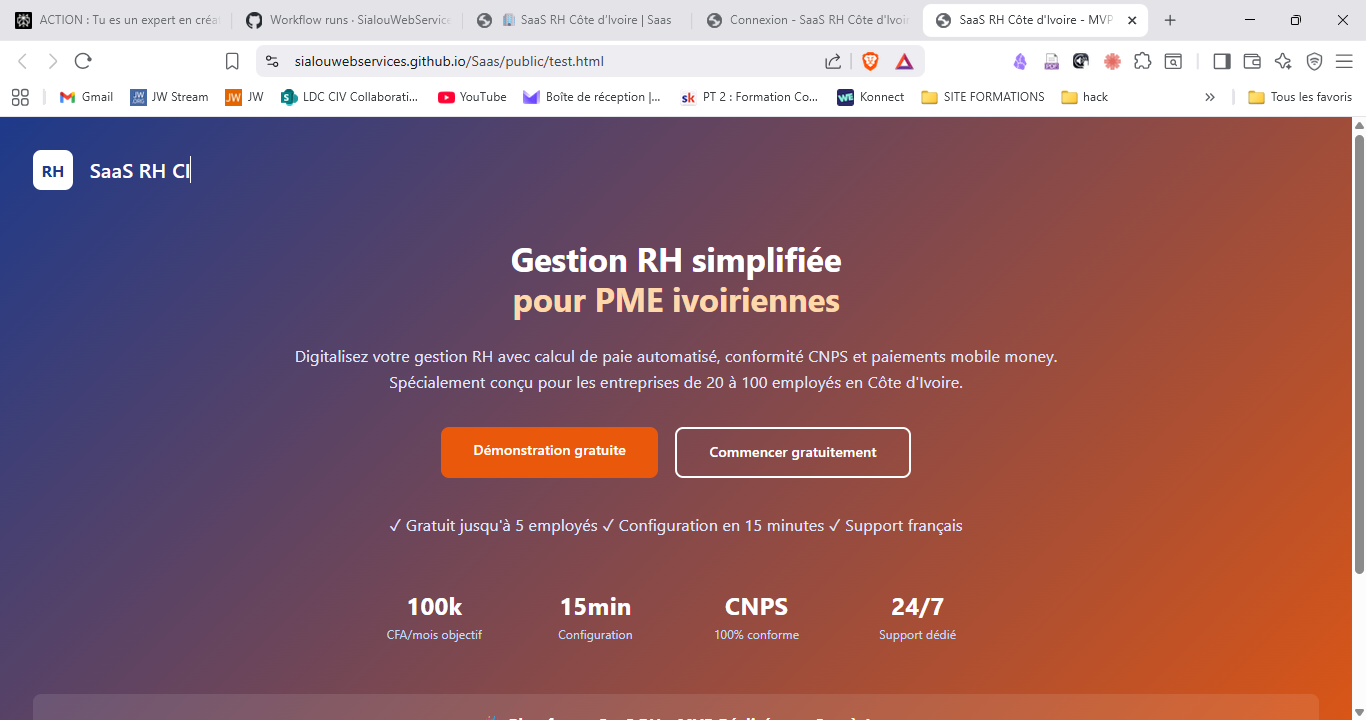 ACTION : Tu es un expert en créat
Workflow runs · SialouWebService
SaaS RH Côte d'Ivoire | Saas
Connexion - SaaS RH Côte d'Ivoir
SaaS RH Côte d'Ivoire - MVP
sialouwebservices.github.io/Saas/public/test.html
Gmail
JW Stream
JW
LDC CIV Collaborati...
YouTube
Boîte de réception |...
PT 2 : Formation Co...
Konnect
SITE FORMATIONS
hack
Tous les favoris
RH
SaaS RH CI
Gestion RH simplifiée
pour PME ivoiriennes
Digitalisez votre gestion RH avec calcul de paie automatisé, conformité CNPS et paiements mobile money.
Spécialement conçu pour les entreprises de 20 à 100 employés en Côte d'Ivoire.
Démonstration gratuite
Commencer gratuitement
✓ Gratuit jusqu'à 5 employés ✓ Configuration en 15 minutes ✓ Support français
100k
15min
CNPS
24/7
CFA/mois objectif
Configuration
100% conforme
Support dédié